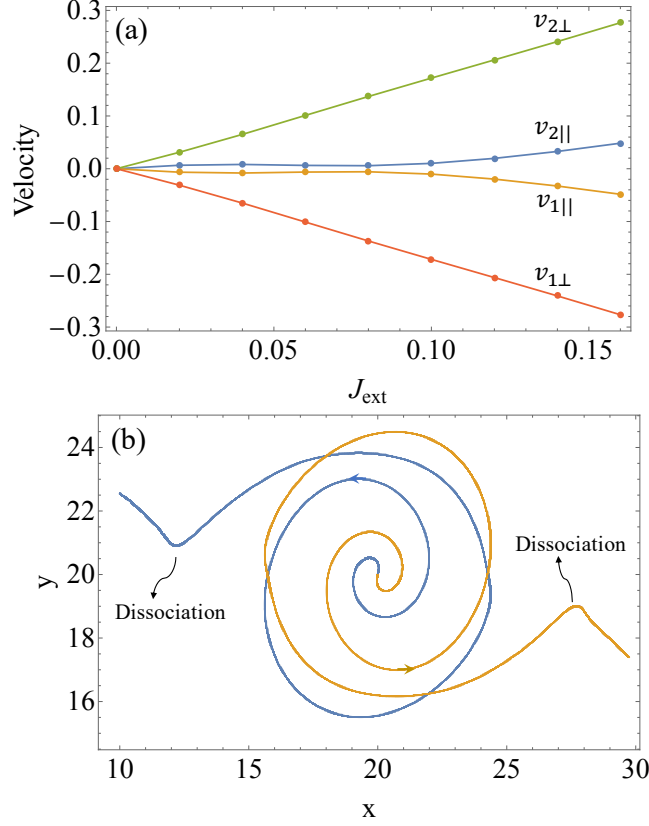 (a)
0.3
0.2
0.1
0.0
−0.1
−0.2
−0.3
Velocity
v2⊥
v2||
v1||
v1⊥
0.00 0.05 0.10 0.15
Jext
(b)
24
22
20
18
16
y
Dissociation
Dissociation
10 15 20 25 30
x